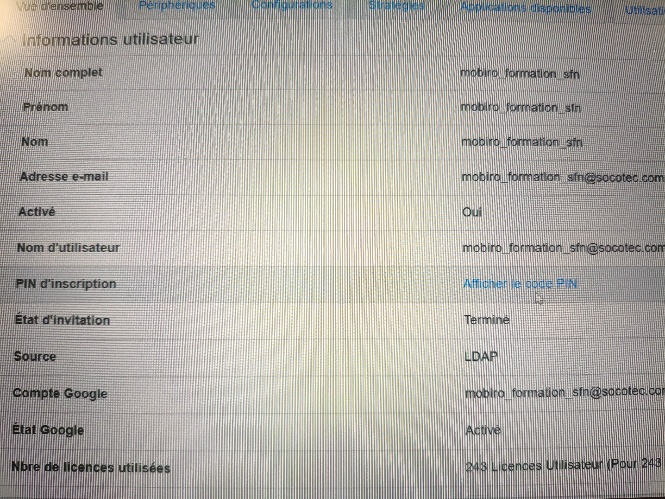 Vue d'ensemble Périphériques Configurations Stratégies Applications disponibles
Informations utilisateur
Nom complet mobiro_formation_sfn
Prénom mobiro_formation_sfn
Nom mobiro_formation_sfn
Adresse e-mail mobiro_formation_sfn@socotec.com
Activé Oui
Nom d'utilisateur mobiro_formation_sfn@socotec.com
PIN d'inscription Afficher le code PIN
État d'invitation Terminé
Source LDAP
Compte Google mobiro_formation_sfn@socotec.com
État Google Activé
Nbre de licences utilisées 243 Licences Utilisateur (Pour 243